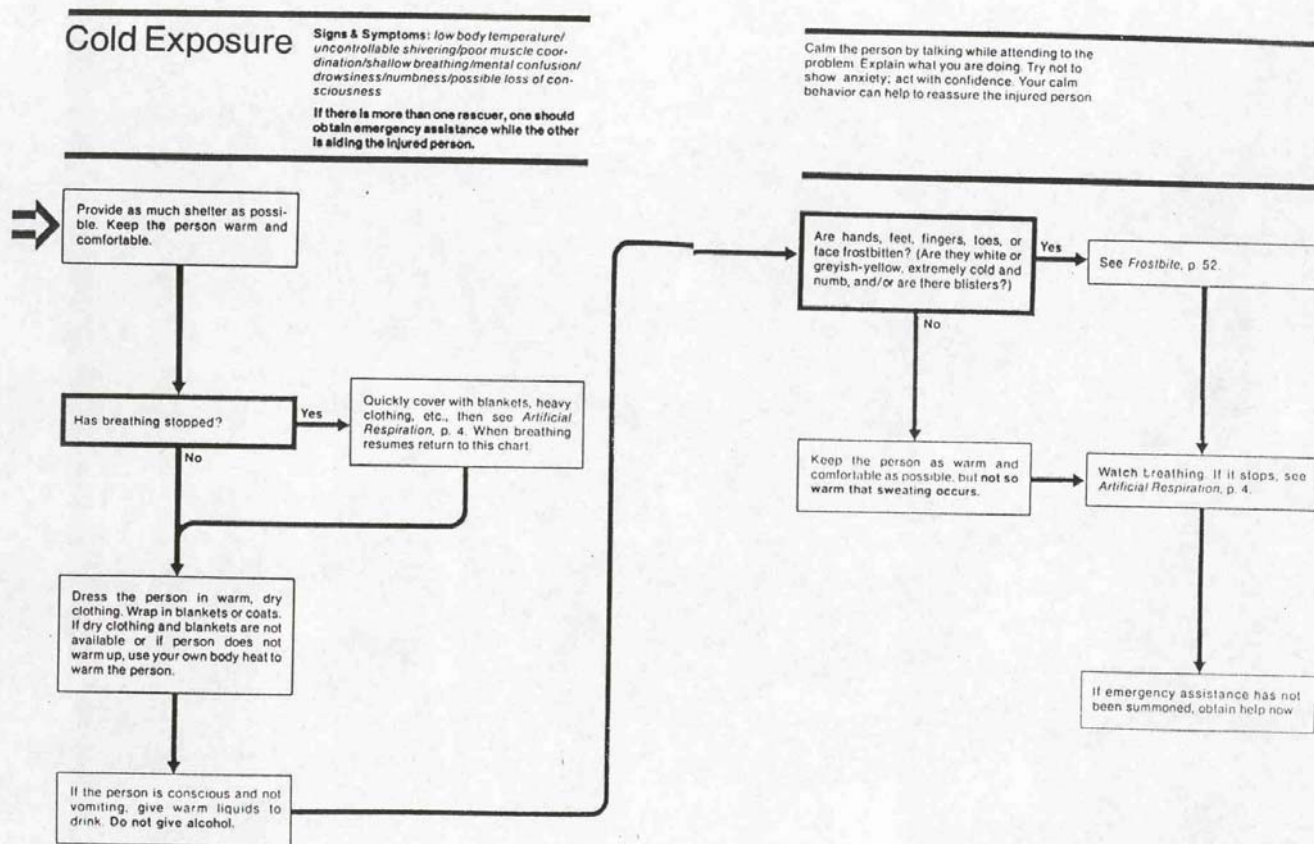 Cold Exposure
Signs & Symptoms: low body temperature/
uncontrollable shivering/poor muscle coor-
dination/shallow breathing/mental confusion/
drowsiness/numbness/possible loss of con-
sciousness
If there is more than one rescuer, one should
obtain emergency assistance while the other
is aiding the injured person.
Calm the person by talking while attending to the
problem. Explain what you are doing. Try not to
show anxiety; act with confidence. Your calm
behavior can help to reassure the injured person
Provide as much shelter as possi-
ble. Keep the person warm and
comfortable.
Has breathing stopped?
Yes
Quickly cover with blankets, heavy
clothing, etc., then see Artificial
Respiration, p. 4. When breathing
resumes return to this chart.
No
Dress the person in warm, dry
clothing. Wrap in blankets or coats.
If dry clothing and blankets are not
available or if person does not
warm up, use your own body heat to
warm the person.
If the person is conscious and not
vomiting, give warm liquids to
drink. Do not give alcohol.
Are hands, feet, fingers, toes, or
face frostbitten? (Are they white or
greyish-yellow, extremely cold and
numb, and/or are there blisters?)
Yes
See Frostbite, p. 52.
No
Keep the person as warm and
comfortable as possible, but not so
warm that sweating occurs.
Watch breathing. If it stops, see
Artificial Respiration, p. 4.
If emergency assistance has not
been summoned, obtain help now